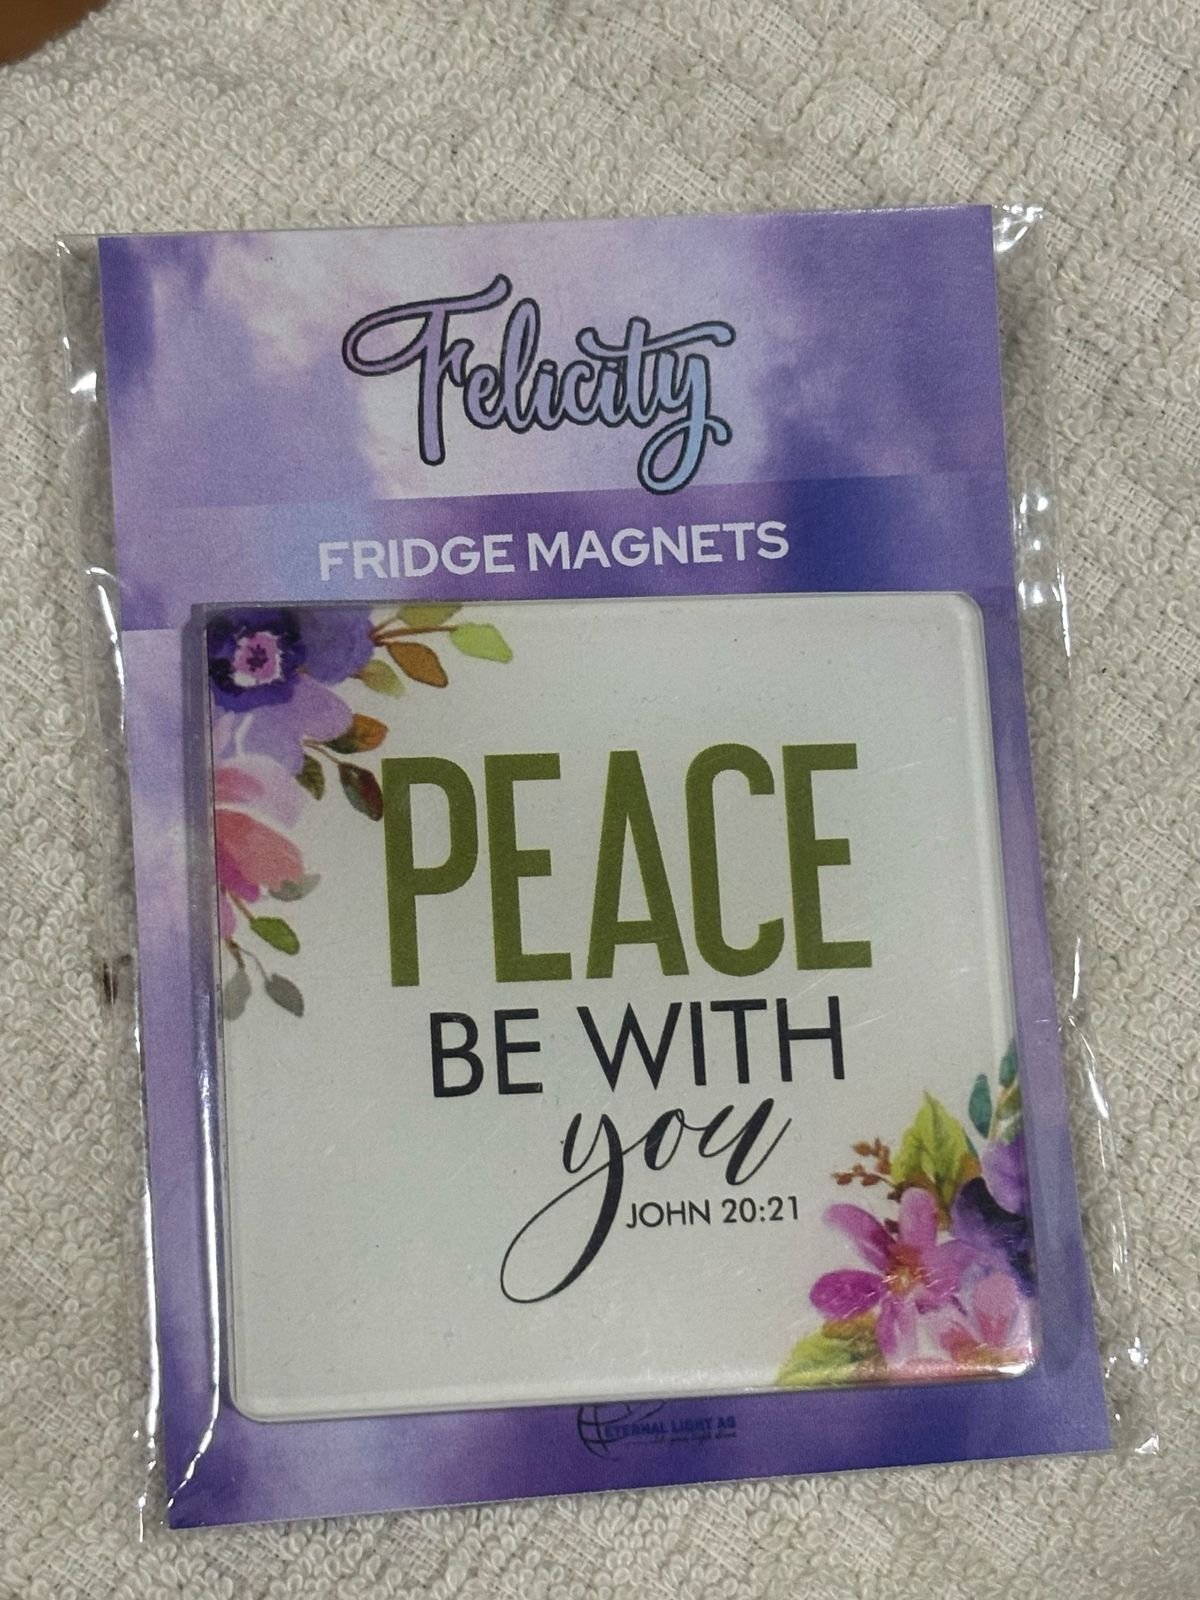 Felicity
FRIDGE MAGNETS
PEACE
BE WITH
you
JOHN 20:21
ETERNAL LIGHT AG